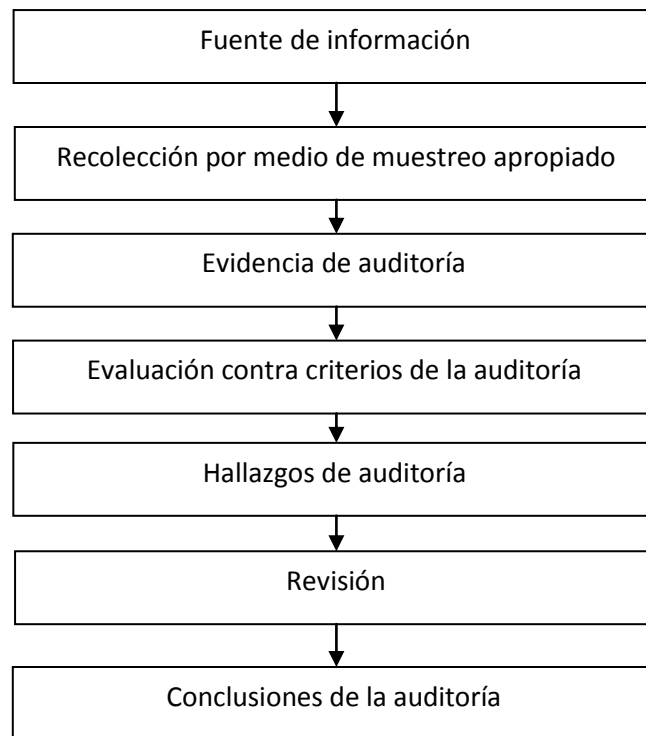 Fuente de información
Recolección por medio de muestreo apropiado
Evidencia de auditoría
Evaluación contra criterios de la auditoría
Hallazgos de auditoría
Revisión
Conclusiones de la auditoría